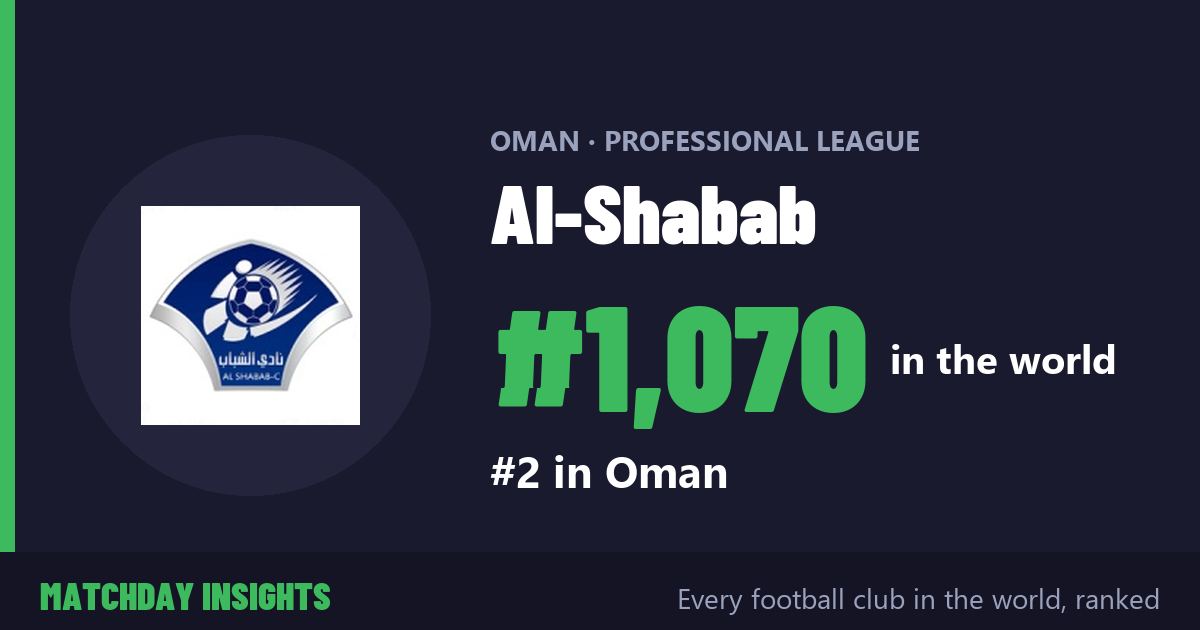 OMAN · PROFESSIONAL LEAGUE
Al-Shabab
#1,070 in the world
#2 in Oman
نادي الشباب
AL SHABAB-C
MATCHDAY INSIGHTS
Every football club in the world, ranked